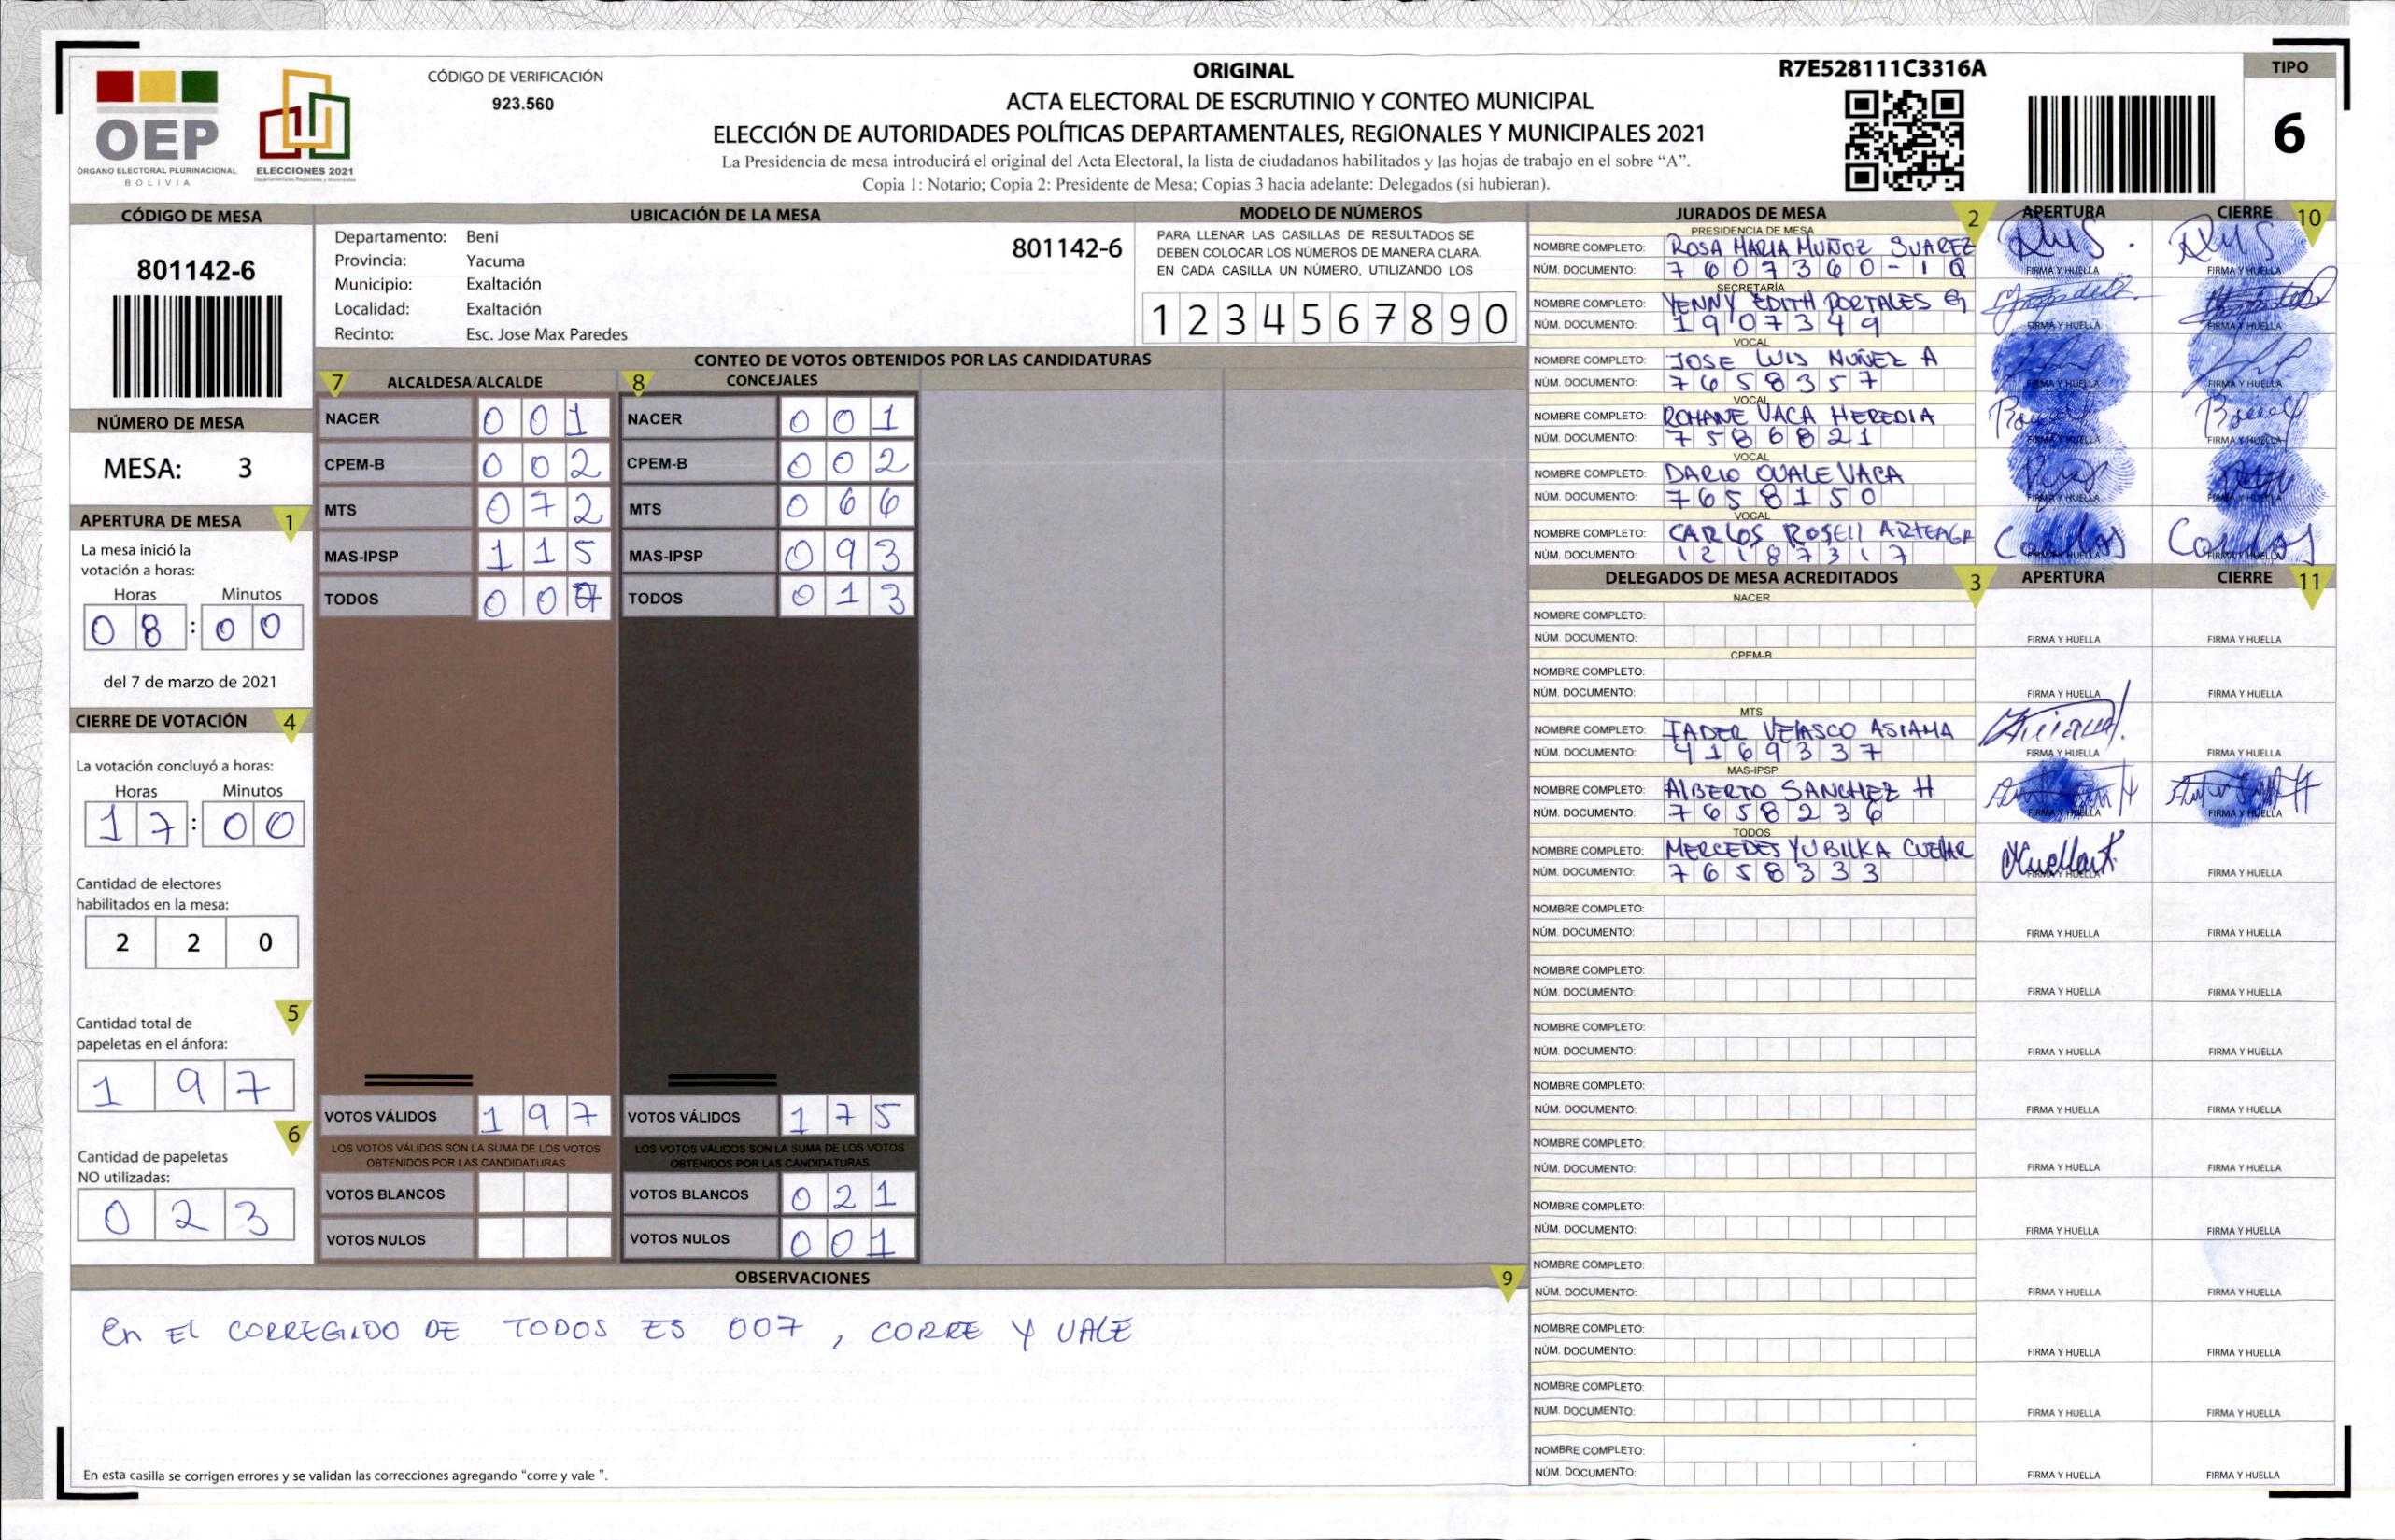 OEP
ÓRGANO ELECTORAL PLURINACIONAL
BOLIVIA
ELECCIONES 2021
CÓDIGO DE VERIFICACIÓN
923.560
ORIGINAL
ACTA ELECTORAL DE ESCRUTINIO Y CONTEO MUNICIPAL
ELECCIÓN DE AUTORIDADES POLÍTICAS DEPARTAMENTALES, REGIONALES Y MUNICIPALES 2021
La Presidencia de mesa introducirá el original del Acta Electoral, la lista de ciudadanos habilitados y las hojas de trabajo en el sobre “A”.
Copia 1: Notario; Copia 2: Presidente de Mesa; Copias 3 hacia adelante: Delegados (si hubieran).
R7E528111C3316A
TIPO
6
CÓDIGO DE MESA
801142-6
NÚMERO DE MESA
MESA: 3
APERTURA DE MESA 1
La mesa inició la
votación a horas:
Horas Minutos
08:00
del 7 de marzo de 2021
CIERRE DE VOTACIÓN 4
La votación concluyó a horas:
Horas Minutos
17:00
Cantidad de electores
habilitados en la mesa:
2 2 0
5
Cantidad total de
papeletas en el ánfora:
1 9 7
6
Cantidad de papeletas
NO utilizadas:
0 2 3
UBICACIÓN DE LA MESA
Departamento: Beni
Provincia: Yacuma
Municipio: Exaltación
Localidad: Exaltación
Recinto: Esc. Jose Max Paredes
801142-6
MODELO DE NÚMEROS
PARA LLENAR LAS CASILLAS DE RESULTADOS SE
DEBEN COLOCAR LOS NÚMEROS DE MANERA CLARA.
EN CADA CASILLA UN NÚMERO, UTILIZANDO LOS
1 2 3 4 5 6 7 8 9 0
CONTEO DE VOTOS OBTENIDOS POR LAS CANDIDATURAS
7 ALCALDESA/ALCALDE
NACER 0 0 1
CPEM-B 0 0 2
MTS 0 7 2
MAS-IPSP 1 1 5
TODOS 0 0 7
VOTOS VÁLIDOS 1 9 7
LOS VOTOS VÁLIDOS SON LA SUMA DE LOS VOTOS
OBTENIDOS POR LAS CANDIDATURAS
VOTOS BLANCOS
VOTOS NULOS
8 CONCEJALES
NACER 0 0 1
CPEM-B 0 0 2
MTS 0 6 6
MAS-IPSP 0 9 3
TODOS 0 1 3
VOTOS VÁLIDOS 1 7 5
LOS VOTOS VÁLIDOS SON LA SUMA DE LOS VOTOS
OBTENIDOS POR LAS CANDIDATURAS
VOTOS BLANCOS 0 2 1
VOTOS NULOS 0 0 1
OBSERVACIONES 9
En El CORREGIDO DE TODOS ES 007, CORRE Y VALE
En esta casilla se corrigen errores y se validan las correcciones agregando “corre y vale ”.
JURADOS DE MESA 2 APERTURA CIERRE 10
PRESIDENCIA DE MESA
NOMBRE COMPLETO: ROSA MARIA MUÑOZ SUAREZ
NÚM. DOCUMENTO: 7607360-1Q FIRMA Y HUELLA FIRMA Y HUELLA
SECRETARÍA
NOMBRE COMPLETO: YENNY EDITH PORTALES G
NÚM. DOCUMENTO: 1907349 FIRMA Y HUELLA FIRMA Y HUELLA
VOCAL
NOMBRE COMPLETO: JOSE LUIS NUÑEZ A
NÚM. DOCUMENTO: 7658357 FIRMA Y HUELLA FIRMA Y HUELLA
VOCAL
NOMBRE COMPLETO: ROHANE VACA HEREDIA
NÚM. DOCUMENTO: 7586821 FIRMA Y HUELLA FIRMA Y HUELLA
VOCAL
NOMBRE COMPLETO: DARIO OVALE VACA
NÚM. DOCUMENTO: 7658150 FIRMA Y HUELLA FIRMA Y HUELLA
VOCAL
NOMBRE COMPLETO: CARLOS ROSEll ARTEAGA
NÚM. DOCUMENTO: 12187317 FIRMA Y HUELLA FIRMA Y HUELLA
DELEGADOS DE MESA ACREDITADOS 3 APERTURA CIERRE 11
NACER
NOMBRE COMPLETO:
NÚM. DOCUMENTO: FIRMA Y HUELLA FIRMA Y HUELLA
CPEM-B
NOMBRE COMPLETO:
NÚM. DOCUMENTO: FIRMA Y HUELLA FIRMA Y HUELLA
MTS
NOMBRE COMPLETO: IADER VELASCO ASIAMA
NÚM. DOCUMENTO: 4169337 FIRMA Y HUELLA FIRMA Y HUELLA
MAS-IPSP
NOMBRE COMPLETO: AlBERTO SANCHEZ H
NÚM. DOCUMENTO: 7658236 FIRMA Y HUELLA FIRMA Y HUELLA
TODOS
NOMBRE COMPLETO: MERCEDES YUBILKA CUELLAR
NÚM. DOCUMENTO: 7658333 FIRMA Y HUELLA FIRMA Y HUELLA
NOMBRE COMPLETO:
NÚM. DOCUMENTO: FIRMA Y HUELLA FIRMA Y HUELLA
NOMBRE COMPLETO:
NÚM. DOCUMENTO: FIRMA Y HUELLA FIRMA Y HUELLA
NOMBRE COMPLETO:
NÚM. DOCUMENTO: FIRMA Y HUELLA FIRMA Y HUELLA
NOMBRE COMPLETO:
NÚM. DOCUMENTO: FIRMA Y HUELLA FIRMA Y HUELLA
NOMBRE COMPLETO:
NÚM. DOCUMENTO: FIRMA Y HUELLA FIRMA Y HUELLA
NOMBRE COMPLETO:
NÚM. DOCUMENTO: FIRMA Y HUELLA FIRMA Y HUELLA
NOMBRE COMPLETO:
NÚM. DOCUMENTO: FIRMA Y HUELLA FIRMA Y HUELLA
NOMBRE COMPLETO:
NÚM. DOCUMENTO: FIRMA Y HUELLA FIRMA Y HUELLA
NOMBRE COMPLETO:
NÚM. DOCUMENTO: FIRMA Y HUELLA FIRMA Y HUELLA
NOMBRE COMPLETO:
NÚM. DOCUMENTO: FIRMA Y HUELLA FIRMA Y HUELLA